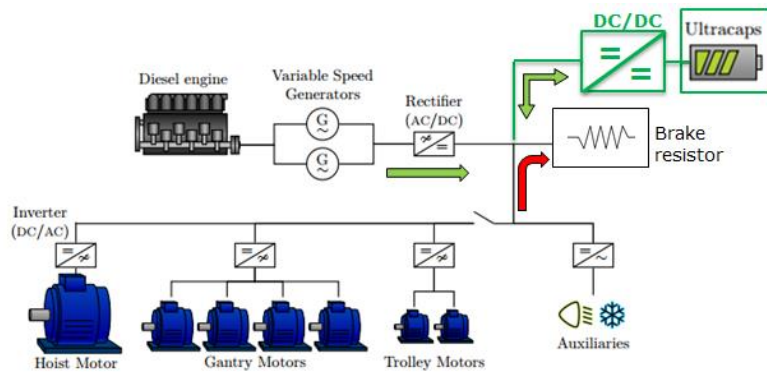 DC/DC
Ultracaps
Diesel engine
Variable Speed
Generators
Rectifier
(AC/DC)
G
G
Brake
resistor
Inverter
(DC/AC)
Hoist Motor
Gantry Motors
Trolley Motors
Auxiliaries